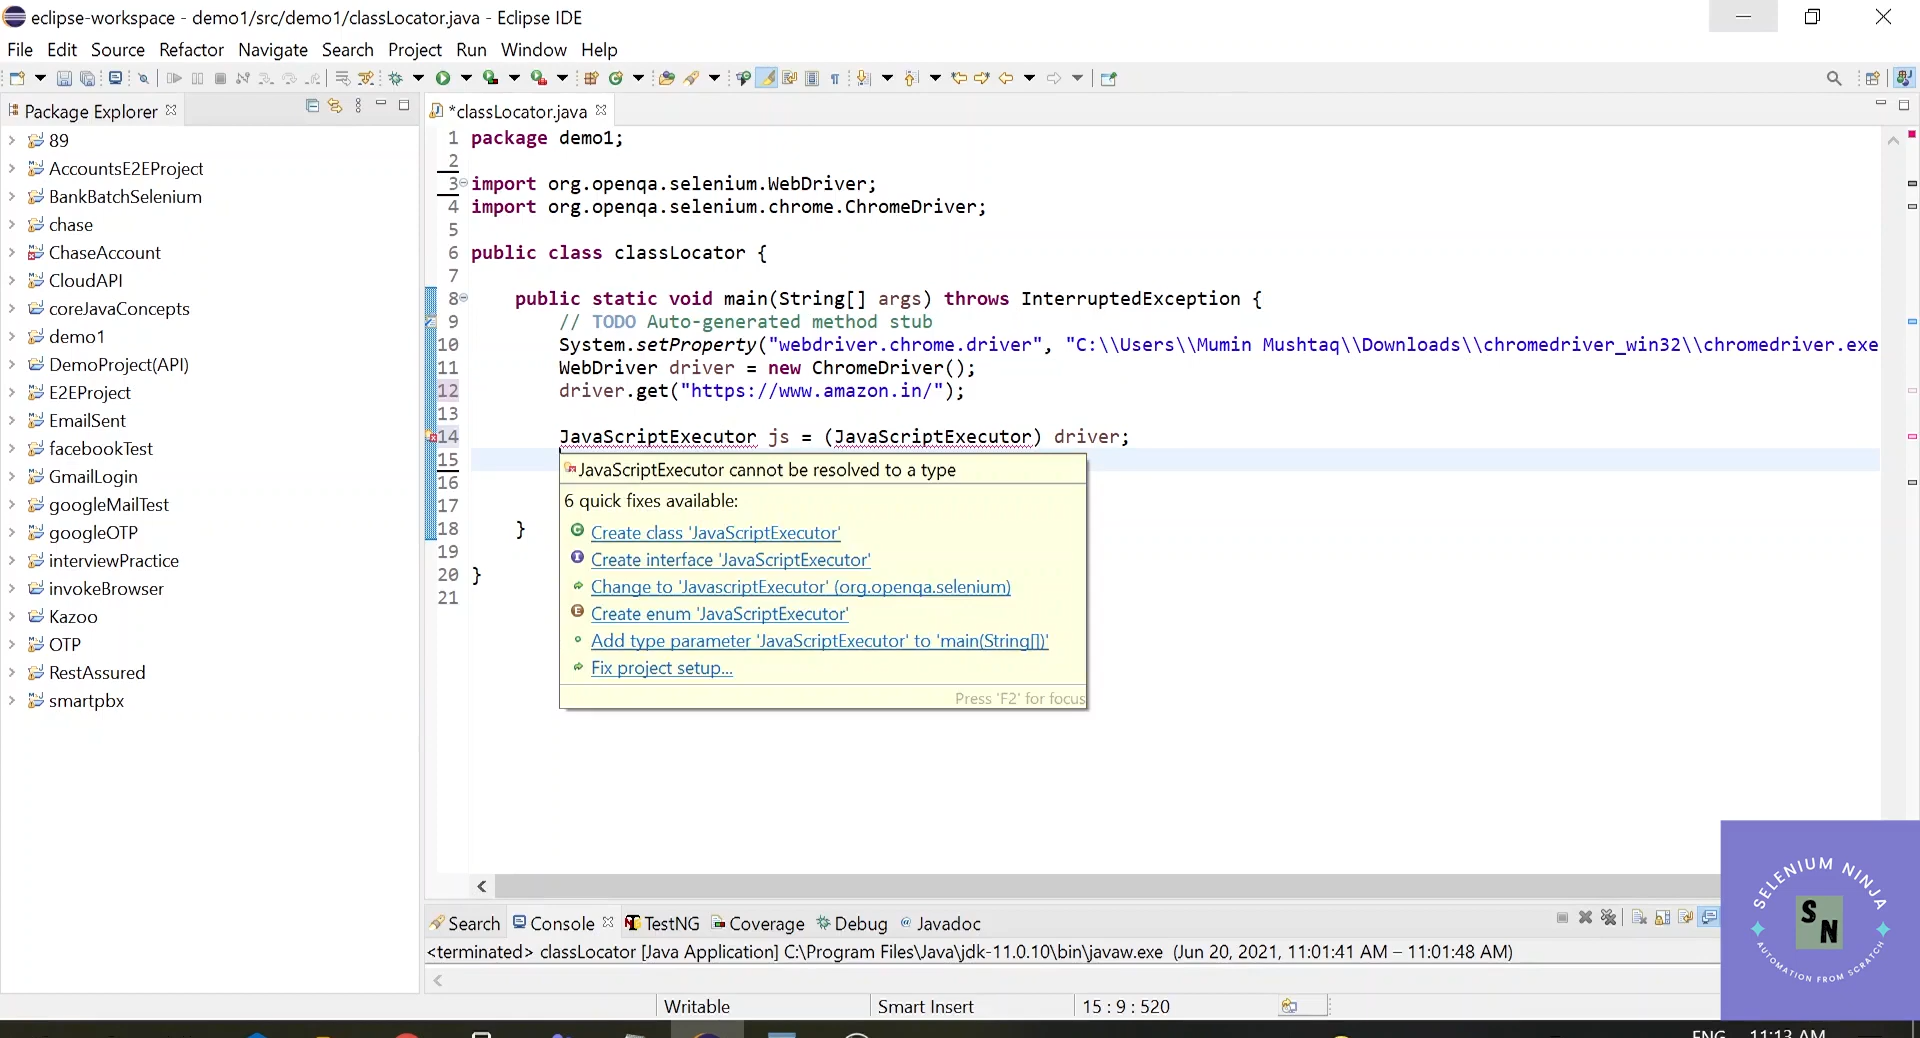 eclipse-workspace - demo1/src/demo1/classLocator.java - Eclipse IDE
File Edit Source Refactor Navigate Search Project Run Window Help
Package Explorer
89
AccountsE2EProject
BankBatchSelenium
chase
ChaseAccount
CloudAPI
coreJavaConcepts
demo1
DemoProject(API)
E2EProject
EmailSent
facebookTest
GmailLogin
googleMailTest
googleOTP
interviewPractice
invokeBrowser
Kazoo
OTP
RestAssured
smartpbx
*classLocator.java
1 package demo1;
2
3 import org.openqa.selenium.WebDriver;
4 import org.openqa.selenium.chrome.ChromeDriver;
5
6 public class classLocator {
7
8 public static void main(String[] args) throws InterruptedException {
9 // TODO Auto-generated method stub
10 System.setProperty("webdriver.chrome.driver", "C:\\Users\\Mumin Mushtaq\\Downloads\\chromedriver_win32\\chromedriver.exe
11 WebDriver driver = new ChromeDriver();
12 driver.get("https://www.amazon.in/");
13
14 JavaScriptExecutor js = (JavaScriptExecutor) driver;
15
16
17
18 }
19
20 }
21
JavaScriptExecutor cannot be resolved to a type
6 quick fixes available:
Create class 'JavaScriptExecutor'
Create interface 'JavaScriptExecutor'
Change to 'JavascriptExecutor' (org.openqa.selenium)
Create enum 'JavaScriptExecutor'
Add type parameter 'JavaScriptExecutor' to 'main(String[])'
Fix project setup...
Press 'F2' for focus
Search Console TestNG Coverage Debug @ Javadoc
<terminated> classLocator [Java Application] C:\Program Files\Java\jdk-11.0.10\bin\javaw.exe (Jun 20, 2021, 11:01:41 AM – 11:01:48 AM)
Writable Smart Insert 15 : 9 : 520
SELENIUM NINJA
SN
AUTOMATION FROM SCRATCH
ENG 11:13 AM